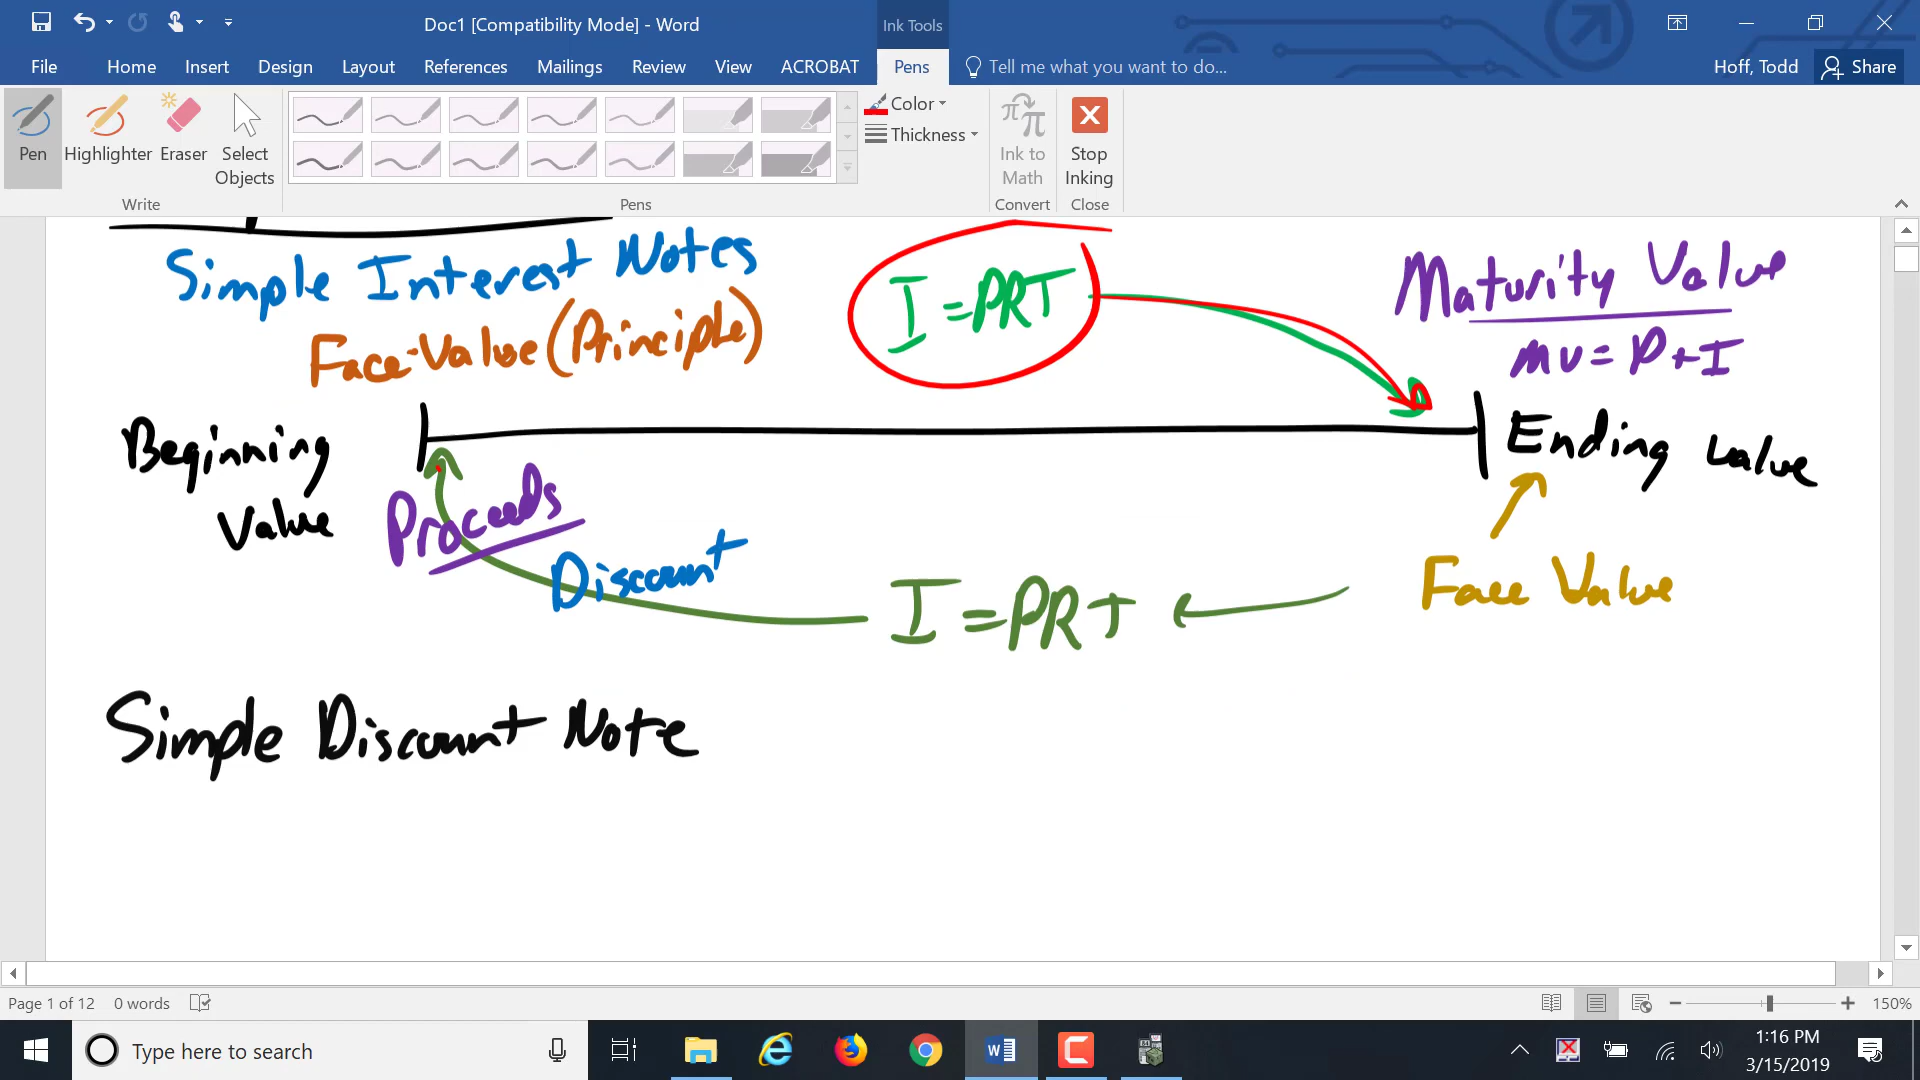 Doc1 [Compatibility Mode] - Word
Ink Tools
File Home Insert Design Layout References Mailings Review View ACROBAT Pens Tell me what you want to do... Hoff, Todd Share
Pen Highlighter Eraser Select Objects
Color
Thickness
Ink to Math
Stop Inking
Write Pens Convert Close
Simple Interest Notes
Face-Value (Principle)
I = PRT
Maturity Value
MV = P + I
Beginning Value
Ending Value
Proceeds
Discount
I = PRT
Face Value
Simple Discount Note
Page 1 of 12 0 words 150%
Type here to search
1:16 PM
3/15/2019